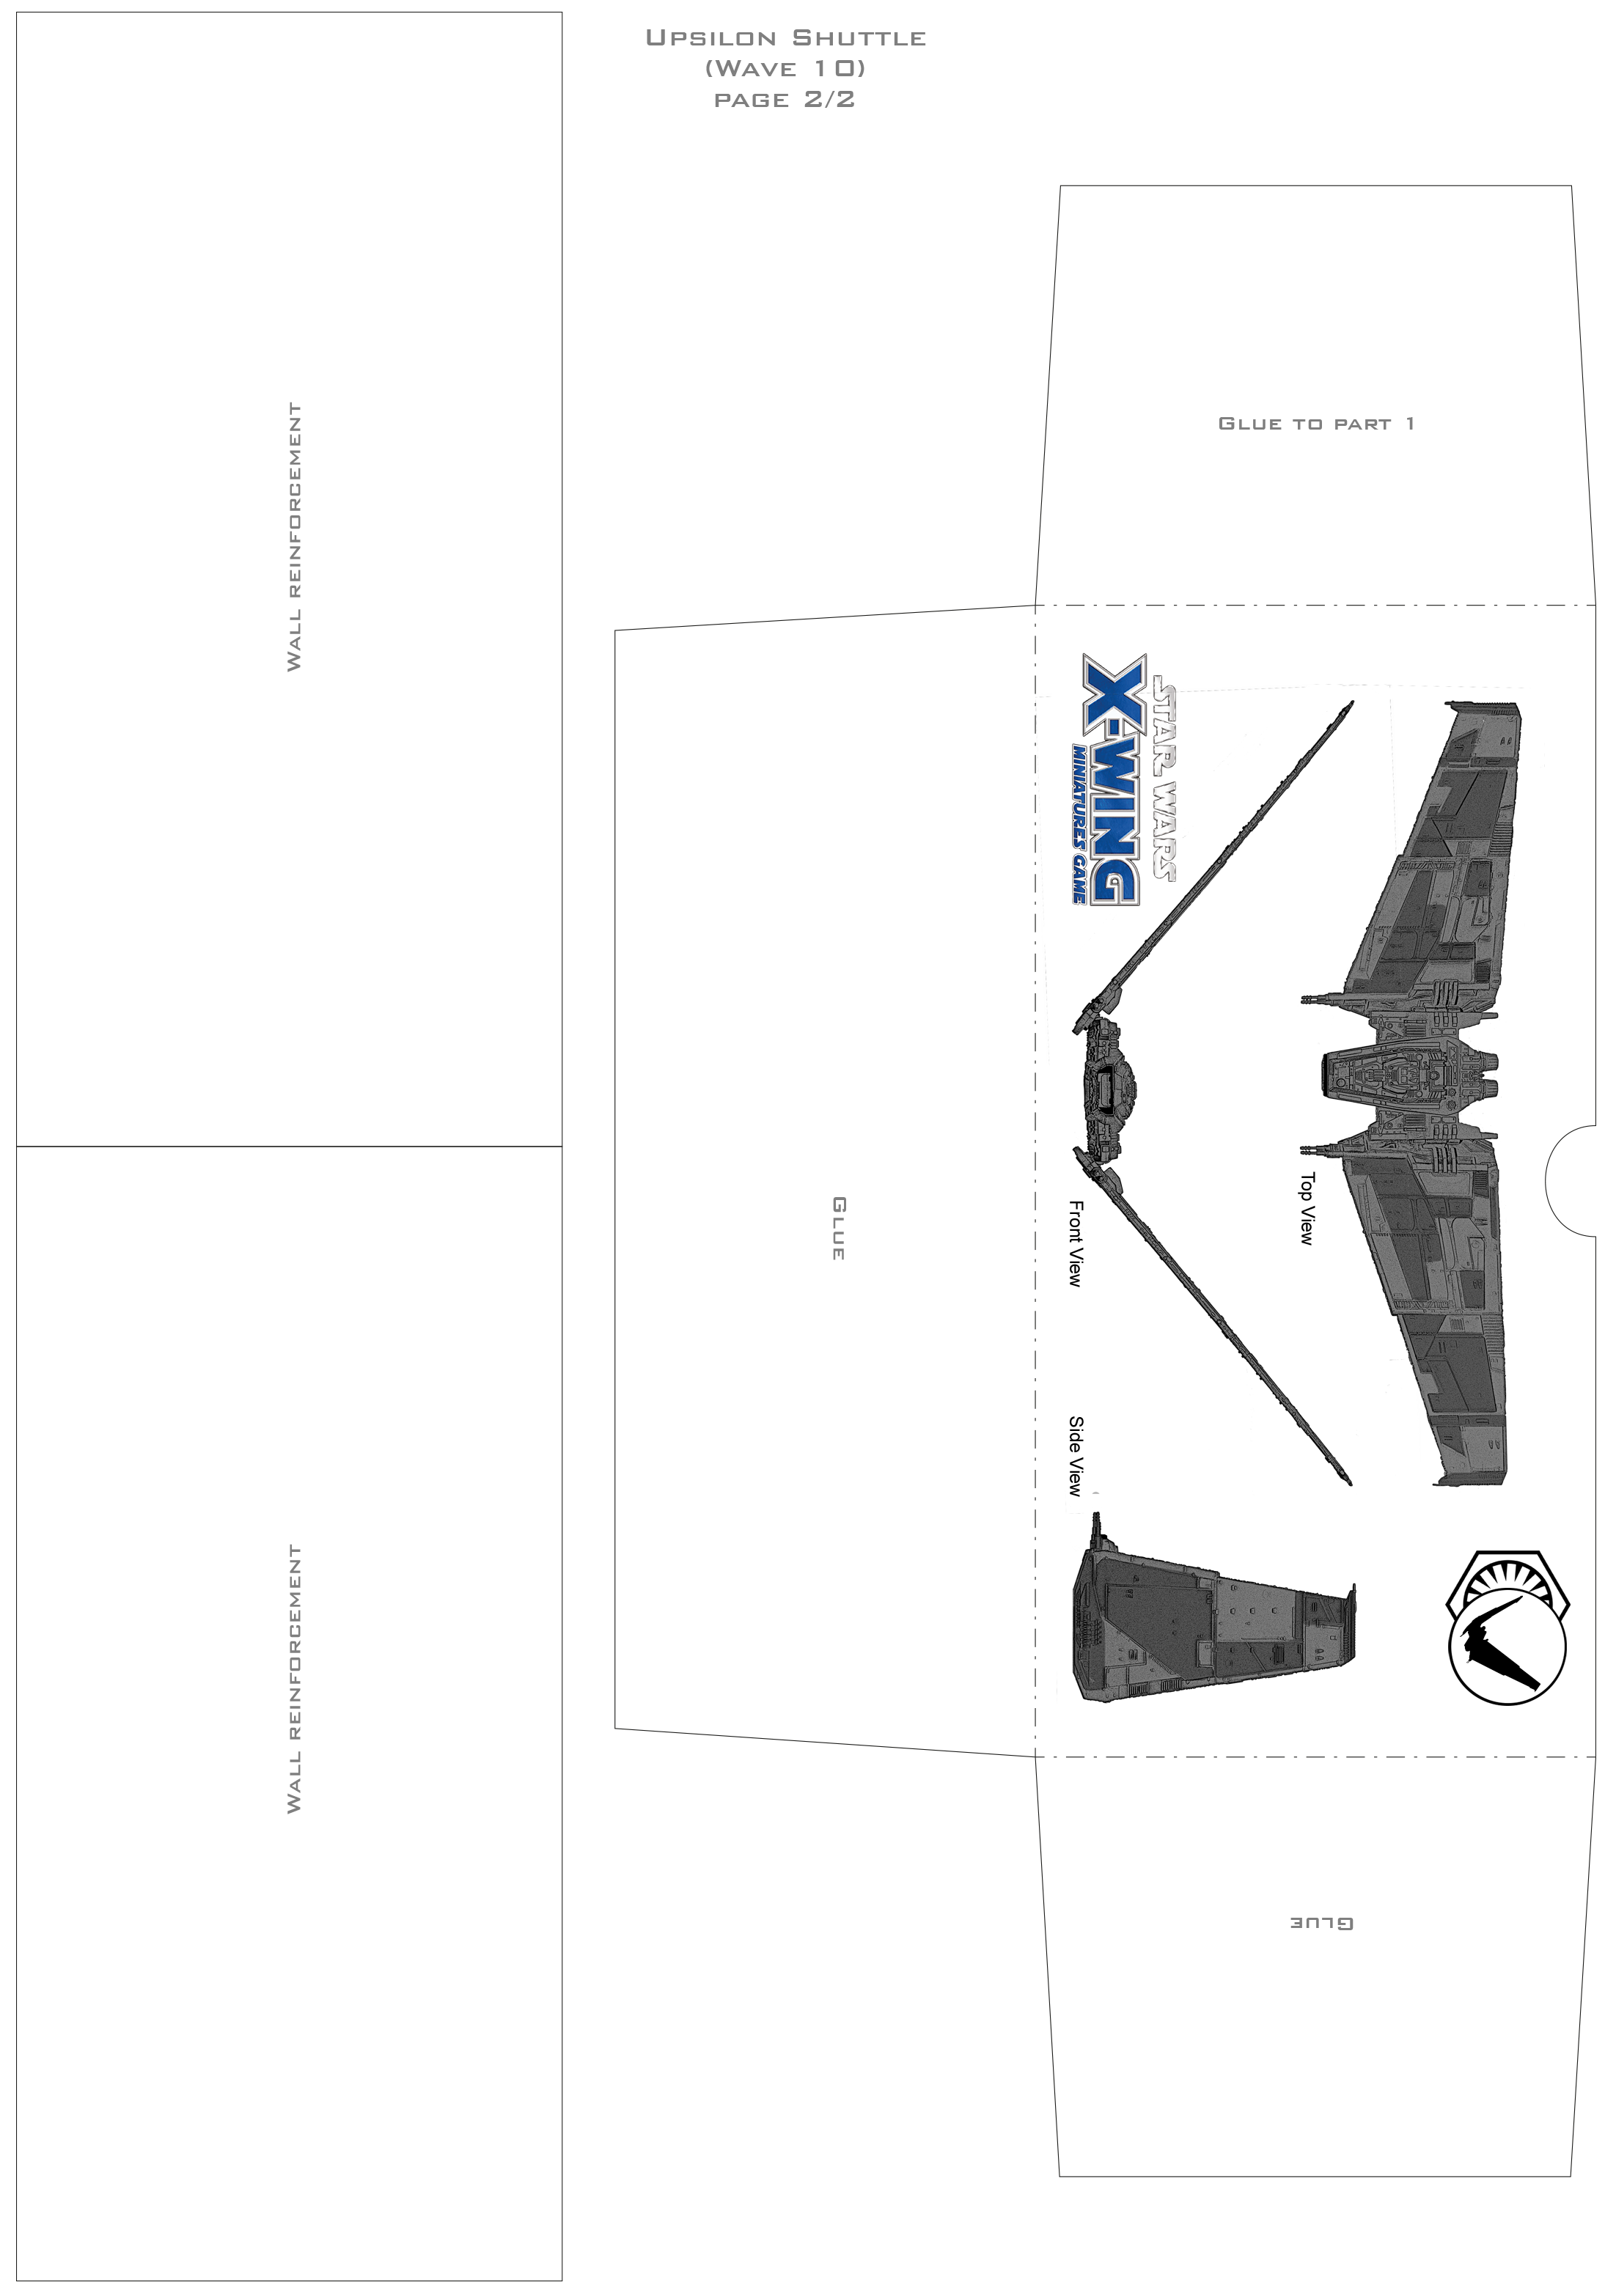 Upsilon Shuttle
(Wave 10)
page 2/2
Wall reinforcement
Glue to part 1
STAR WARS
X-WING
MINIATURES GAME
Top View
Front View
Glue
Side View
Wall reinforcement
Glue